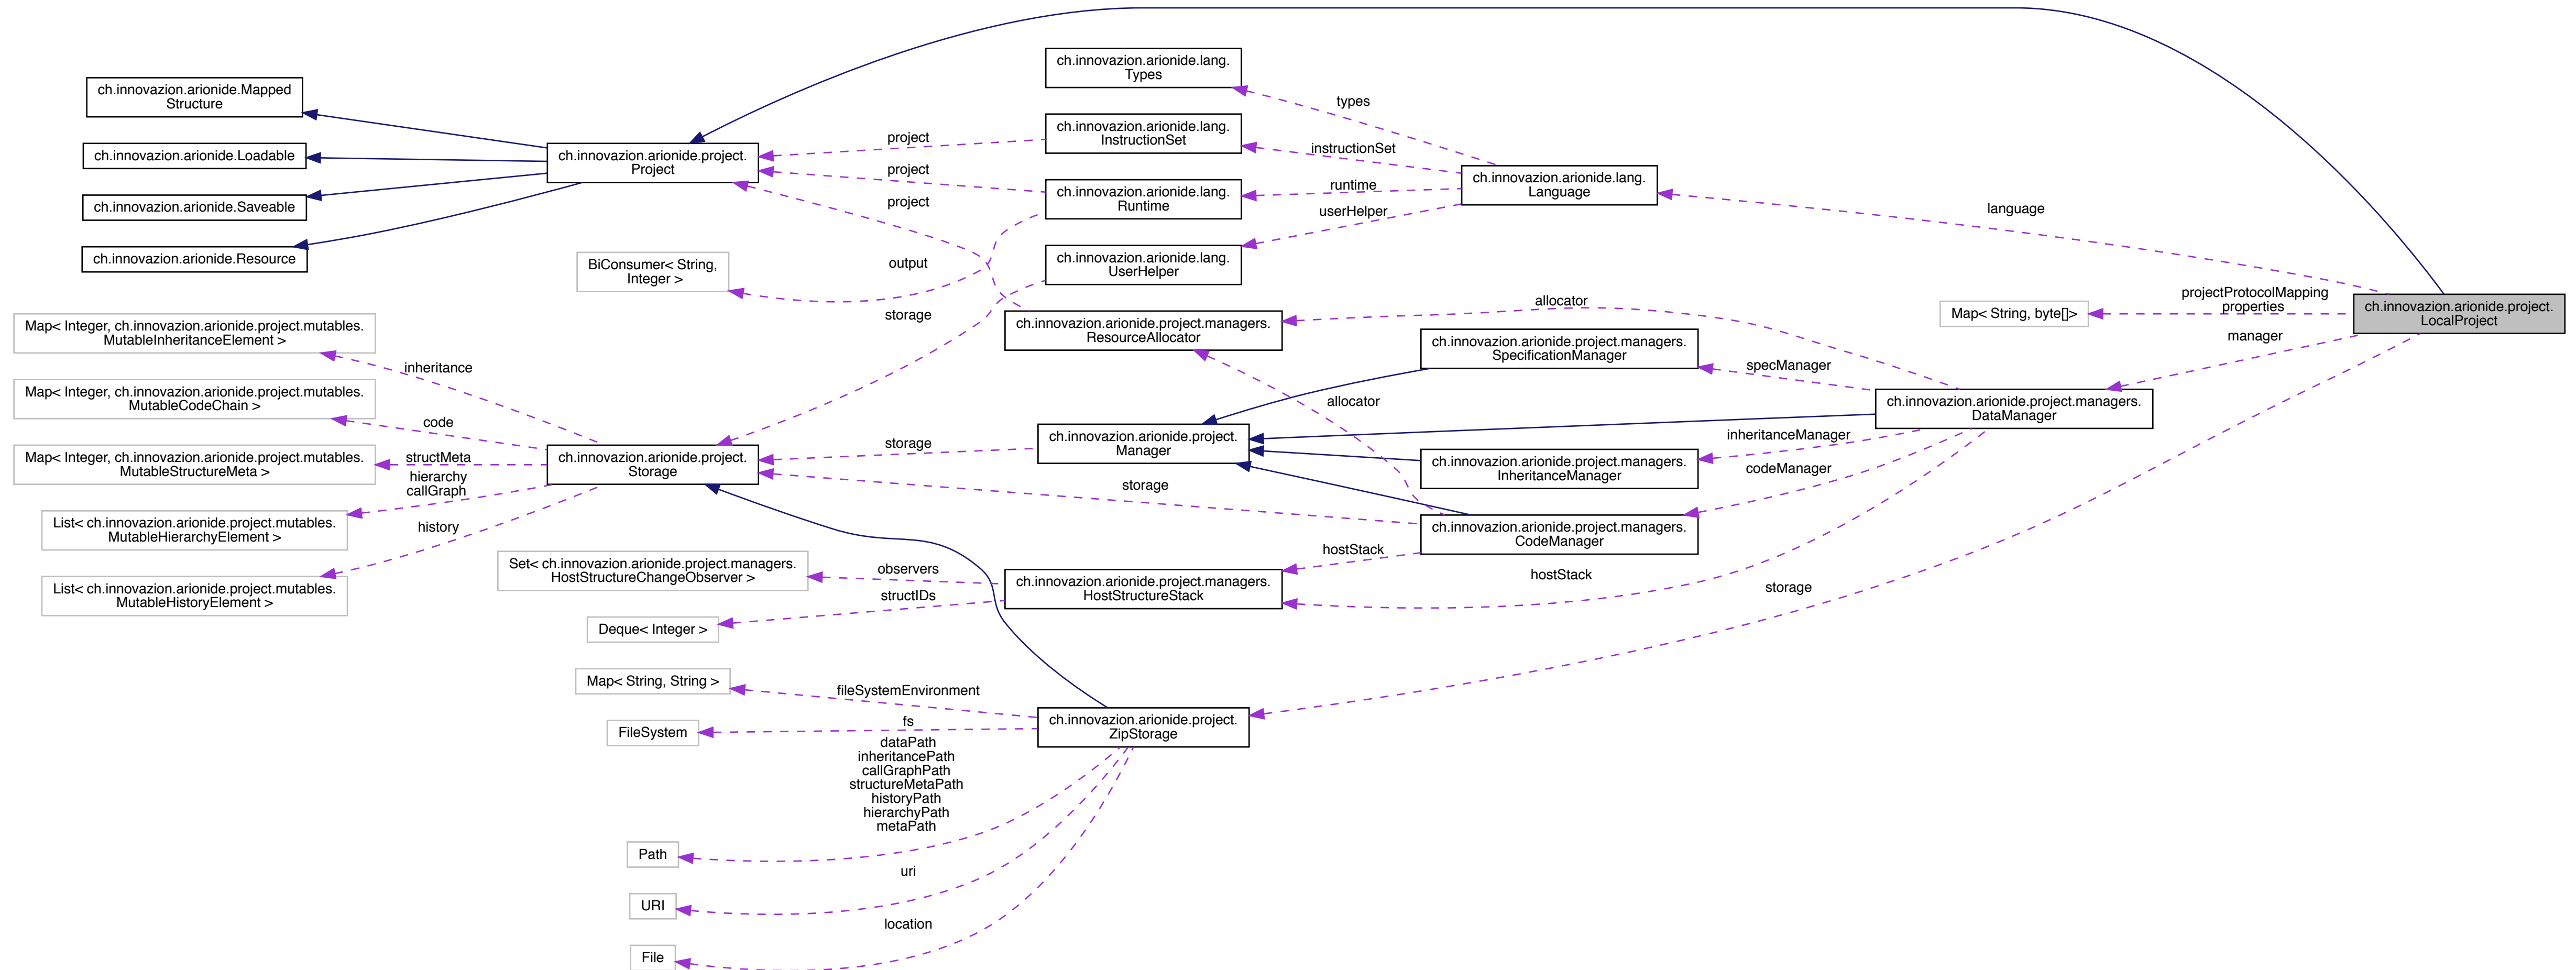 ch.innovazion.arionide.Mapped
Structure
ch.innovazion.arionide.Loadable
ch.innovazion.arionide.Saveable
ch.innovazion.arionide.Resource
Map< Integer, ch.innovazion.arionide.project.mutables.
MutableInheritanceElement >
Map< Integer, ch.innovazion.arionide.project.mutables.
MutableCodeChain >
Map< Integer, ch.innovazion.arionide.project.mutables.
MutableStructureMeta >
List< ch.innovazion.arionide.project.mutables.
MutableHierarchyElement >
List< ch.innovazion.arionide.project.mutables.
MutableHistoryElement >
inheritance
code
structMeta
hierarchy
callGraph
history
ch.innovazion.arionide.project.
Project
BiConsumer< String,
Integer >
ch.innovazion.arionide.project.
Storage
Set< ch.innovazion.arionide.project.managers.
HostStructureChangeObserver >
Deque< Integer >
Map< String, String >
FileSystem
Path
URI
File
project
project
project
output
storage
storage
storage
observers
structIDs
fileSystemEnvironment
fs
dataPath
inheritancePath
callGraphPath
structureMetaPath
historyPath
hierarchyPath
metaPath
uri
location
ch.innovazion.arionide.lang.
Types
ch.innovazion.arionide.lang.
InstructionSet
ch.innovazion.arionide.lang.
Runtime
ch.innovazion.arionide.lang.
UserHelper
ch.innovazion.arionide.project.managers.
ResourceAllocator
ch.innovazion.arionide.project.
Manager
ch.innovazion.arionide.project.managers.
HostStructureStack
ch.innovazion.arionide.project.
ZipStorage
types
instructionSet
runtime
userHelper
allocator
hostStack
ch.innovazion.arionide.lang.
Language
allocator
ch.innovazion.arionide.project.managers.
SpecificationManager
ch.innovazion.arionide.project.managers.
InheritanceManager
ch.innovazion.arionide.project.managers.
CodeManager
hostStack
specManager
inheritanceManager
codeManager
storage
ch.innovazion.arionide.project.managers.
DataManager
language
Map< String, byte[]>
projectProtocolMapping
properties
manager
ch.innovazion.arionide.project.
LocalProject